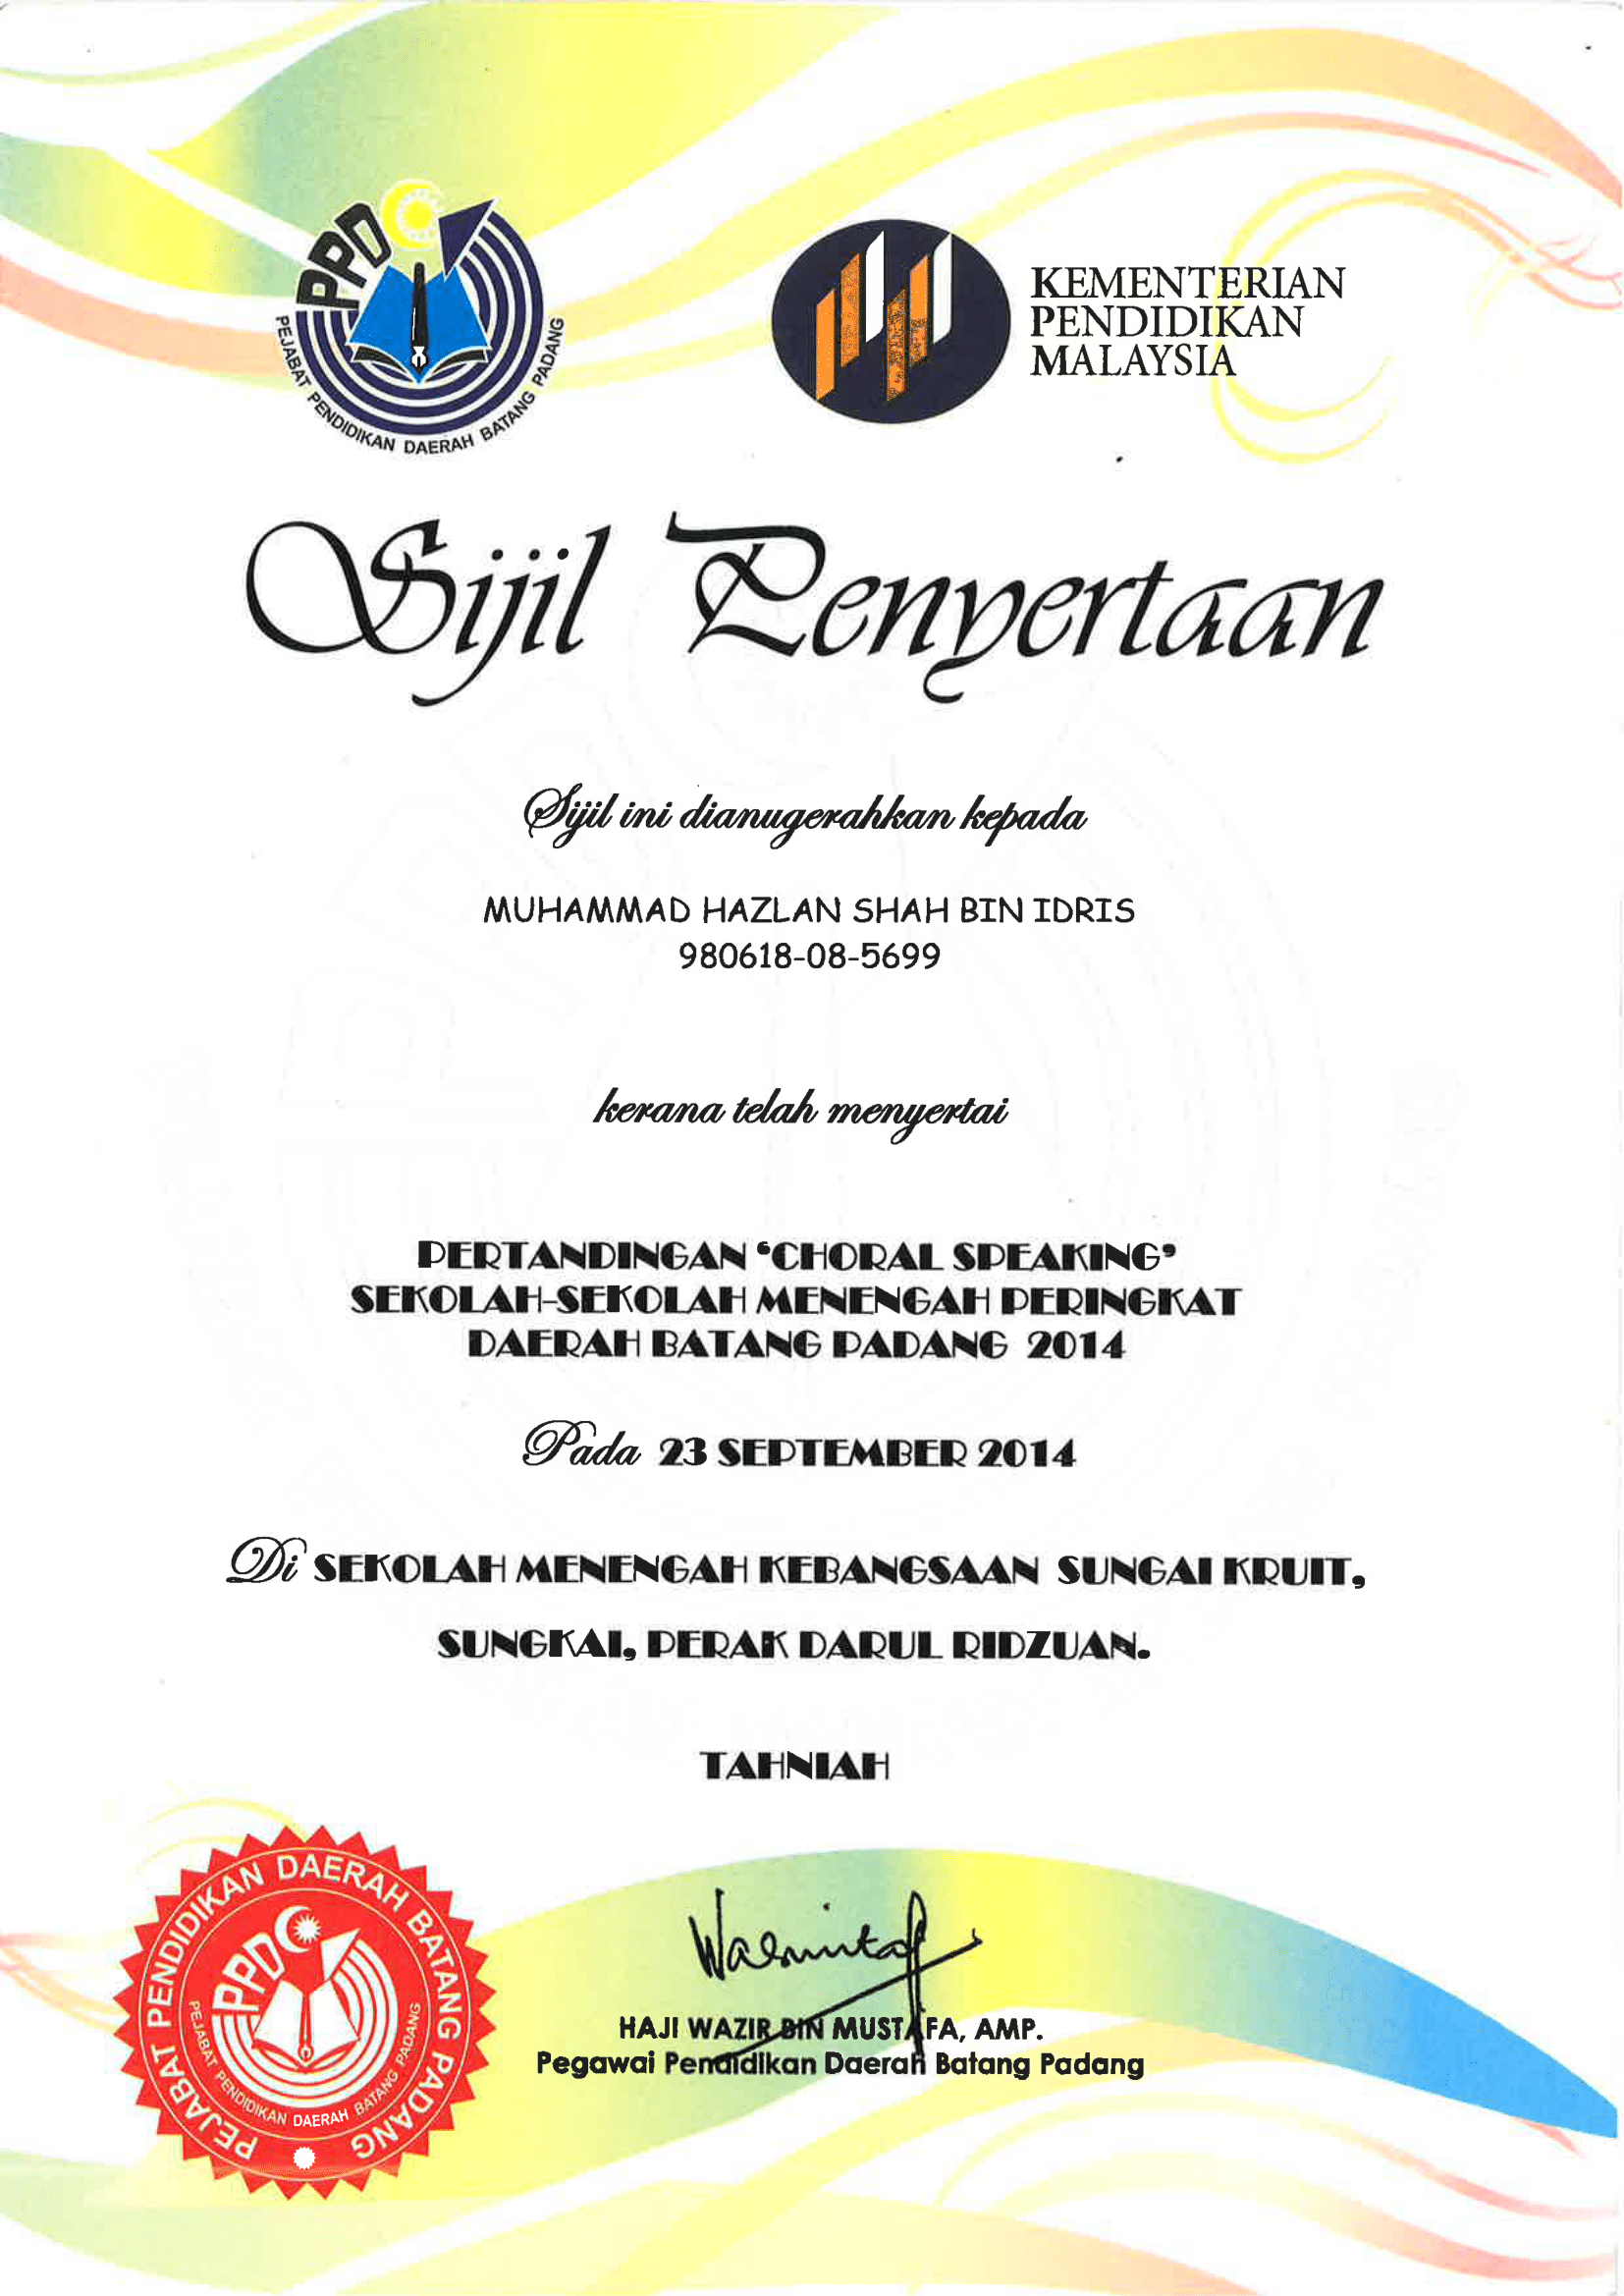 PPD
PEJABAT PENDIDIKAN DAERAH BATANG PADANG
KEMENTERIAN
PENDIDIKAN
MALAYSIA
Sijil Penyertaan
Sijil ini dianugerahkan kepada
MUHAMMAD HAZLAN SHAH BIN IDRIS
980618-08-5699
kerana telah menyertai
PERTANDINGAN ‘CHORAL SPEAKING’
SEKOLAH-SEKOLAH MENENGAH PERINGKAT
DAERAH BATANG PADANG 2014
Pada 23 SEPTEMBER 2014
Di SEKOLAH MENENGAH KEBANGSAAN SUNGAI KRUIT,
SUNGKAI, PERAK DARUL RIDZUAN.
TAHNIAH
PEJABAT PENDIDIKAN DAERAH BATANG PADANG
PPD
PEJABAT PENDIDIKAN DAERAH BATANG PADANG
HAJI WAZIR BIN MUSTAFA, AMP.
Pegawai Pendidikan Daerah Batang Padang